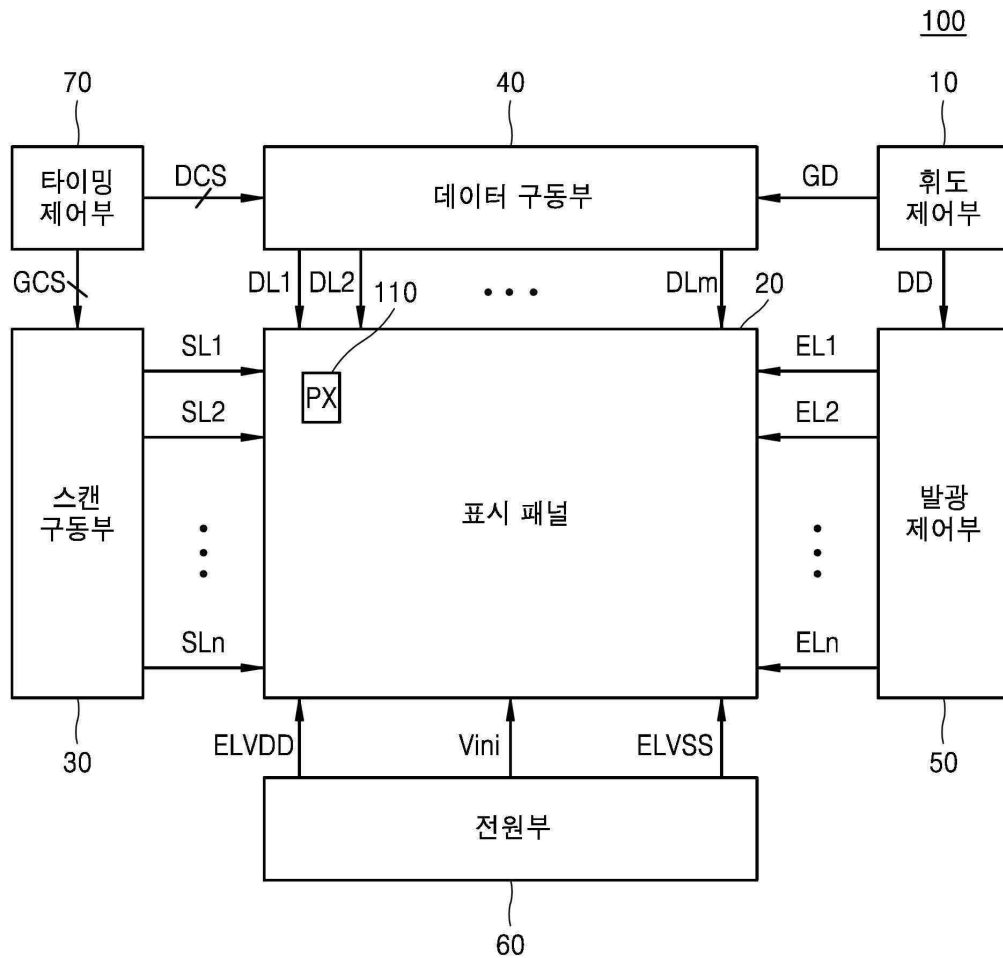 100
70
40
10
타이밍
제어부
DCS
데이터 구동부
GD
휘도
제어부
GCS
DL1
DL2
• • •
DLm
DD
110
20
SL1
EL1
PX
SL2
EL2
스캔
구동부
표시 패널
발광
제어부
SLn
ELn
30
ELVDD
Vini
ELVSS
50
전원부
60